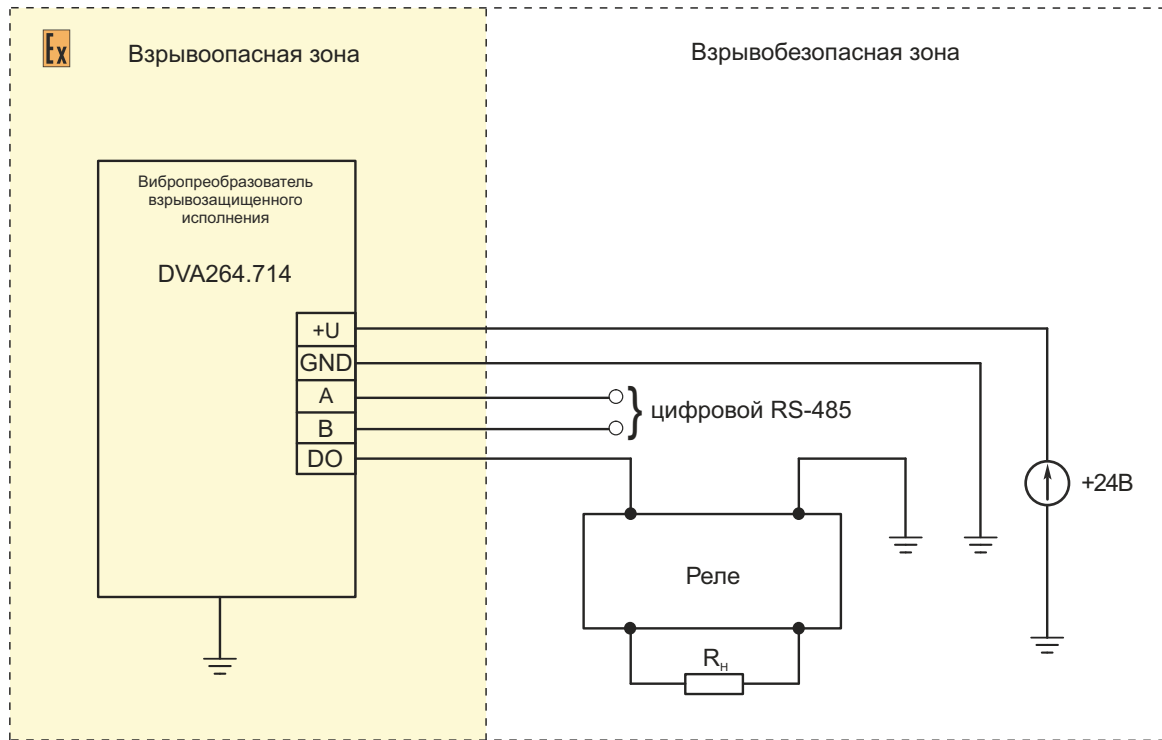 Ex
Взрывоопасная зона
Взрывобезопасная зона
Вибропреобразователь
взрывозащищенного
исполнения
DVA264.714
+U
GND
A
B
DO
цифровой RS-485
+24В
Реле
Rн